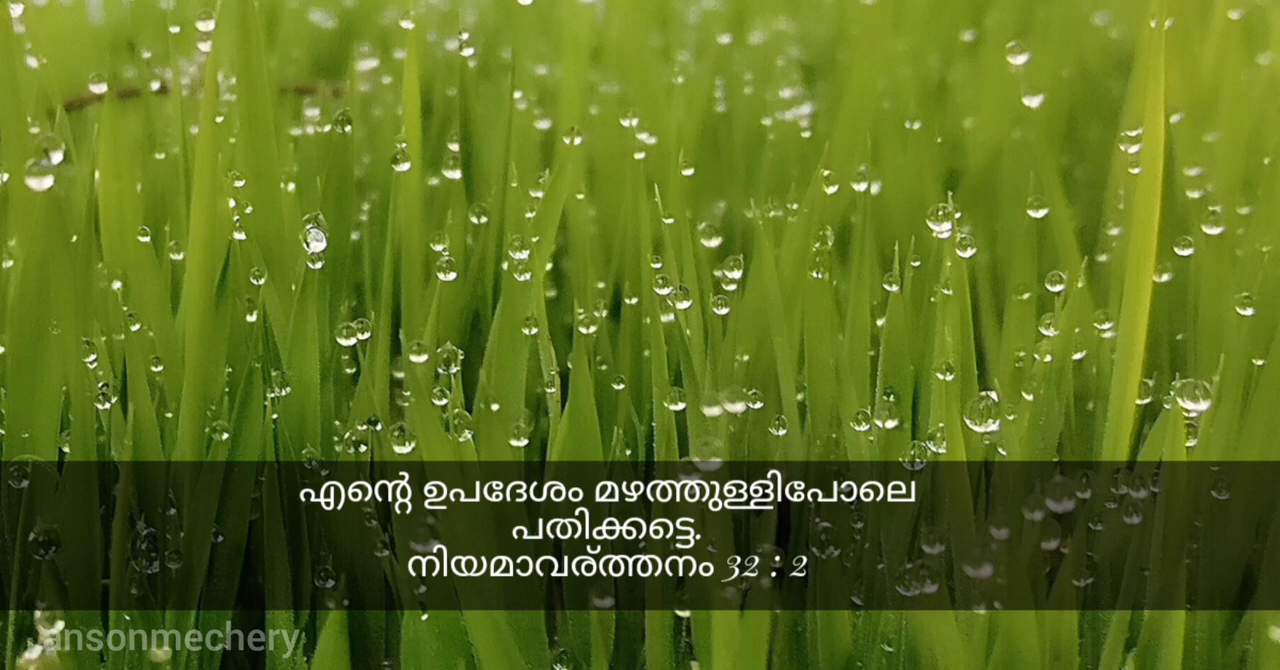 എന്റെ ഉപദേശം മഴത്തുള്ളിപോലെ
പതിക്കട്ടെ.
നിയമാവര്ത്തനം 32 : 2
ansonmechery